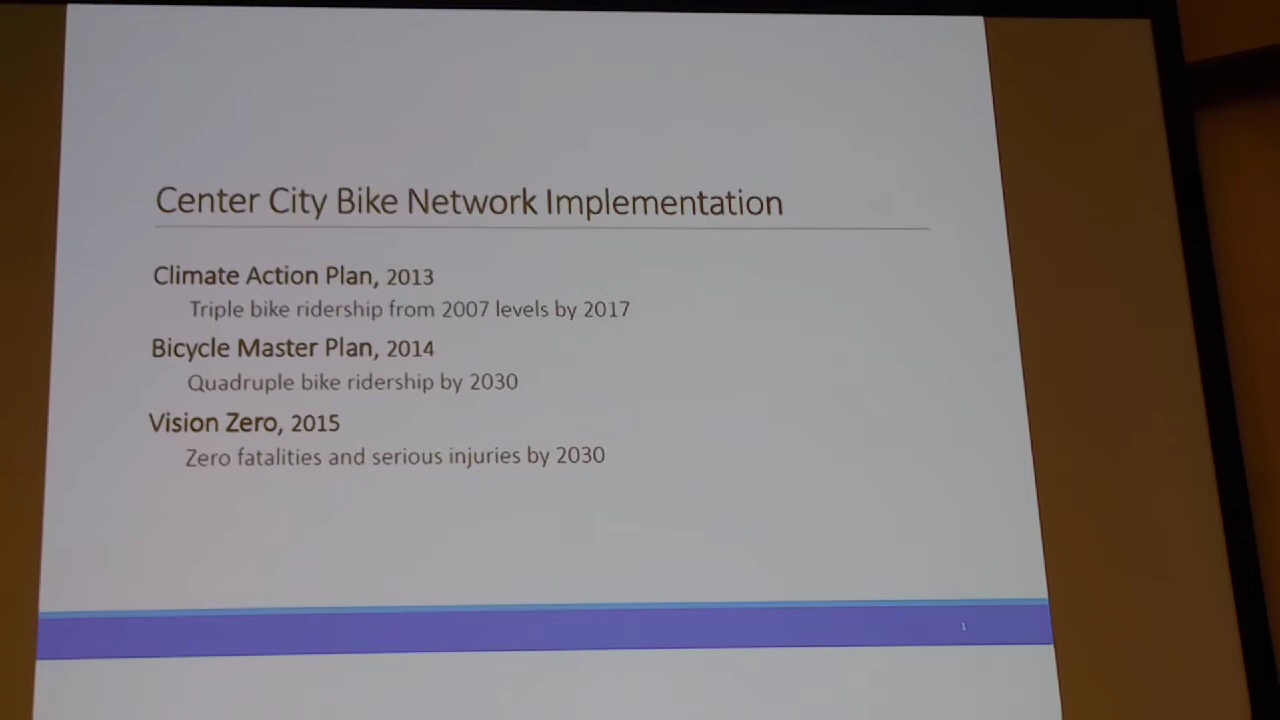 Center City Bike Network Implementation
Climate Action Plan, 2013
Triple bike ridership from 2007 levels by 2017
Bicycle Master Plan, 2014
Quadruple bike ridership by 2030
Vision Zero, 2015
Zero fatalities and serious injuries by 2030
1